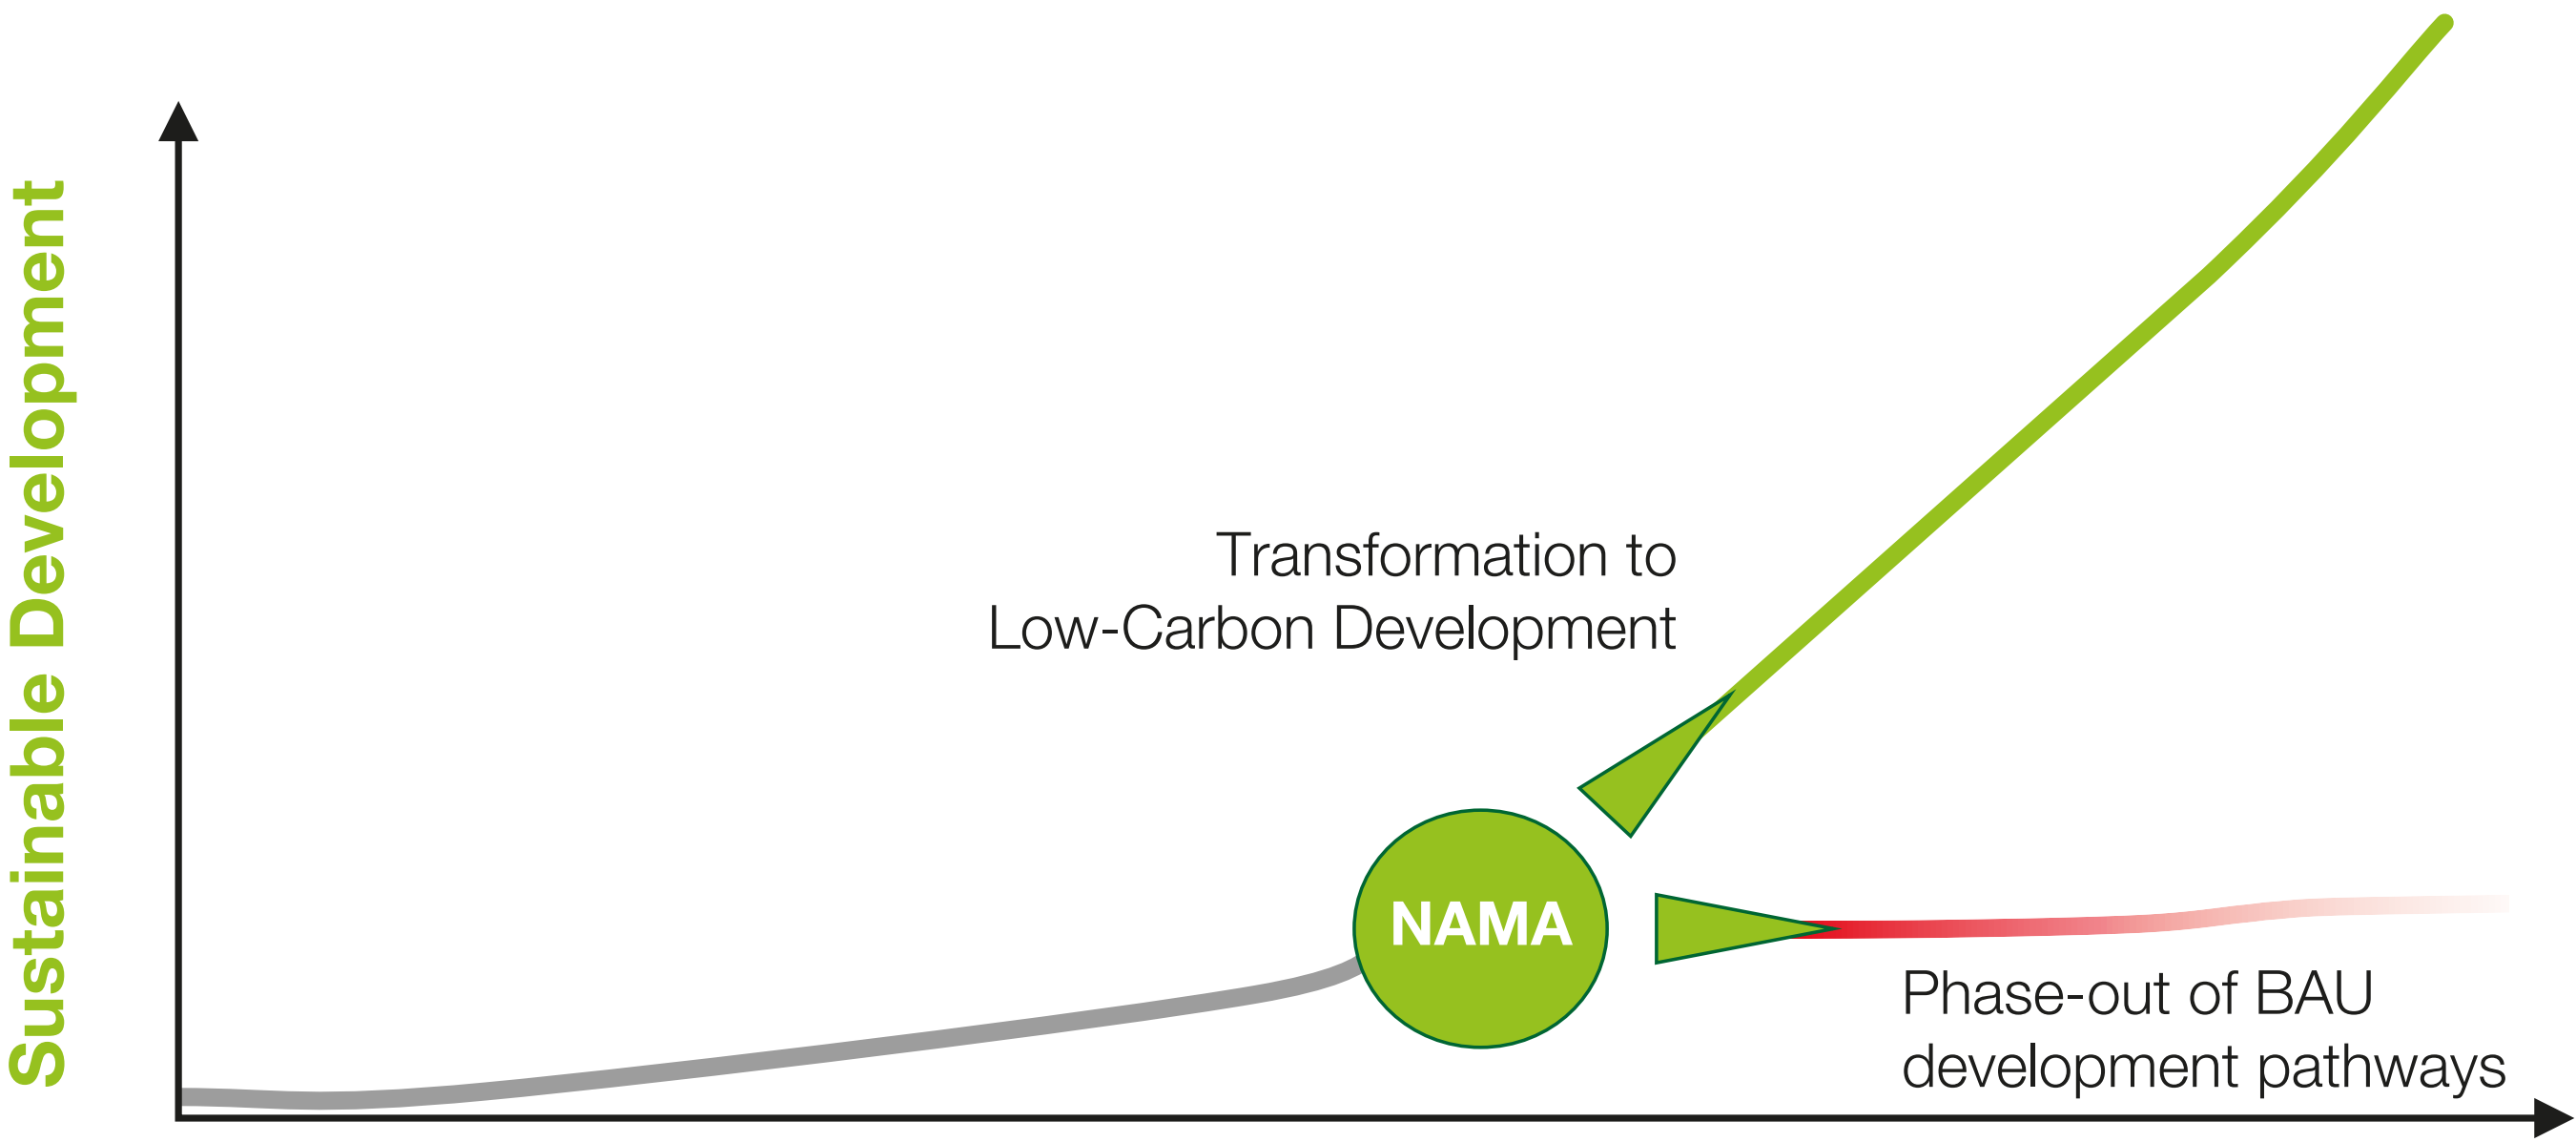 Sustainable Development
Transformation to
Low-Carbon Development
NAMA
Phase-out of BAU
development pathways